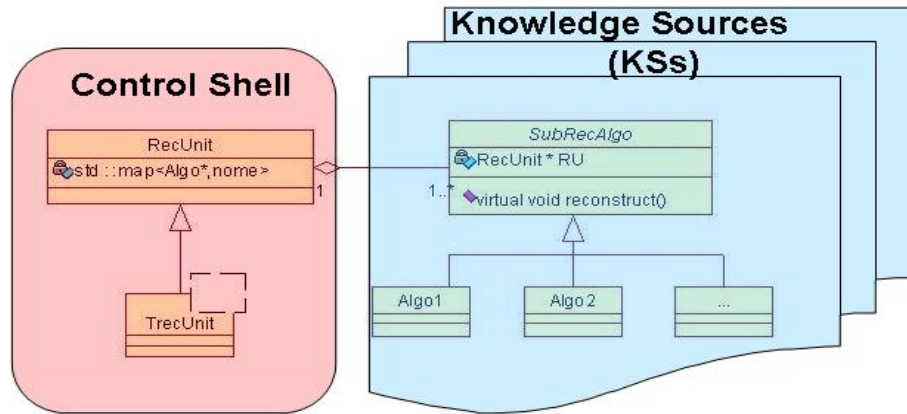 Control Shell
RecUnit
std ::map<Algo*,nome>
1
TrecUnit
Knowledge Sources
(KSs)
SubRecAlgo
RecUnit * RU
1..*
virtual void reconstruct()
Algo1
Algo 2
...